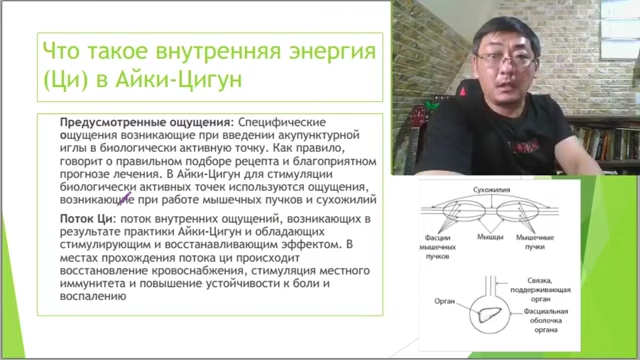 Что такое внутренняя энергия
(Ци) в Айки-Цигун
Предусмотренные ощущения: Специфические
ощущения возникающие при введении акупунктурной
иглы в биологически активную точку. Как правило,
говорит о правильном подборе рецепта и благоприятном
прогнозе лечения. В Айки-Цигун для стимуляции
биологически активных точек используются ощущения,
возникающие при работе мышечных пучков и сухожилий
Поток Ци: поток внутренних ощущений, возникающих в
результате практики Айки-Цигун и обладающих
стимулирующим и восстанавливающим эффектом. В
местах прохождения потока ци происходит
восстановление кровоснабжения, стимуляция местного
иммунитета и повышение устойчивости к боли и
воспалению
Сухожилия
Фасции
мышечных
пучков
Мышцы
Мышечные
пучки
Связка,
поддерживающая
орган
Орган
Фасциальная
оболочка
органа